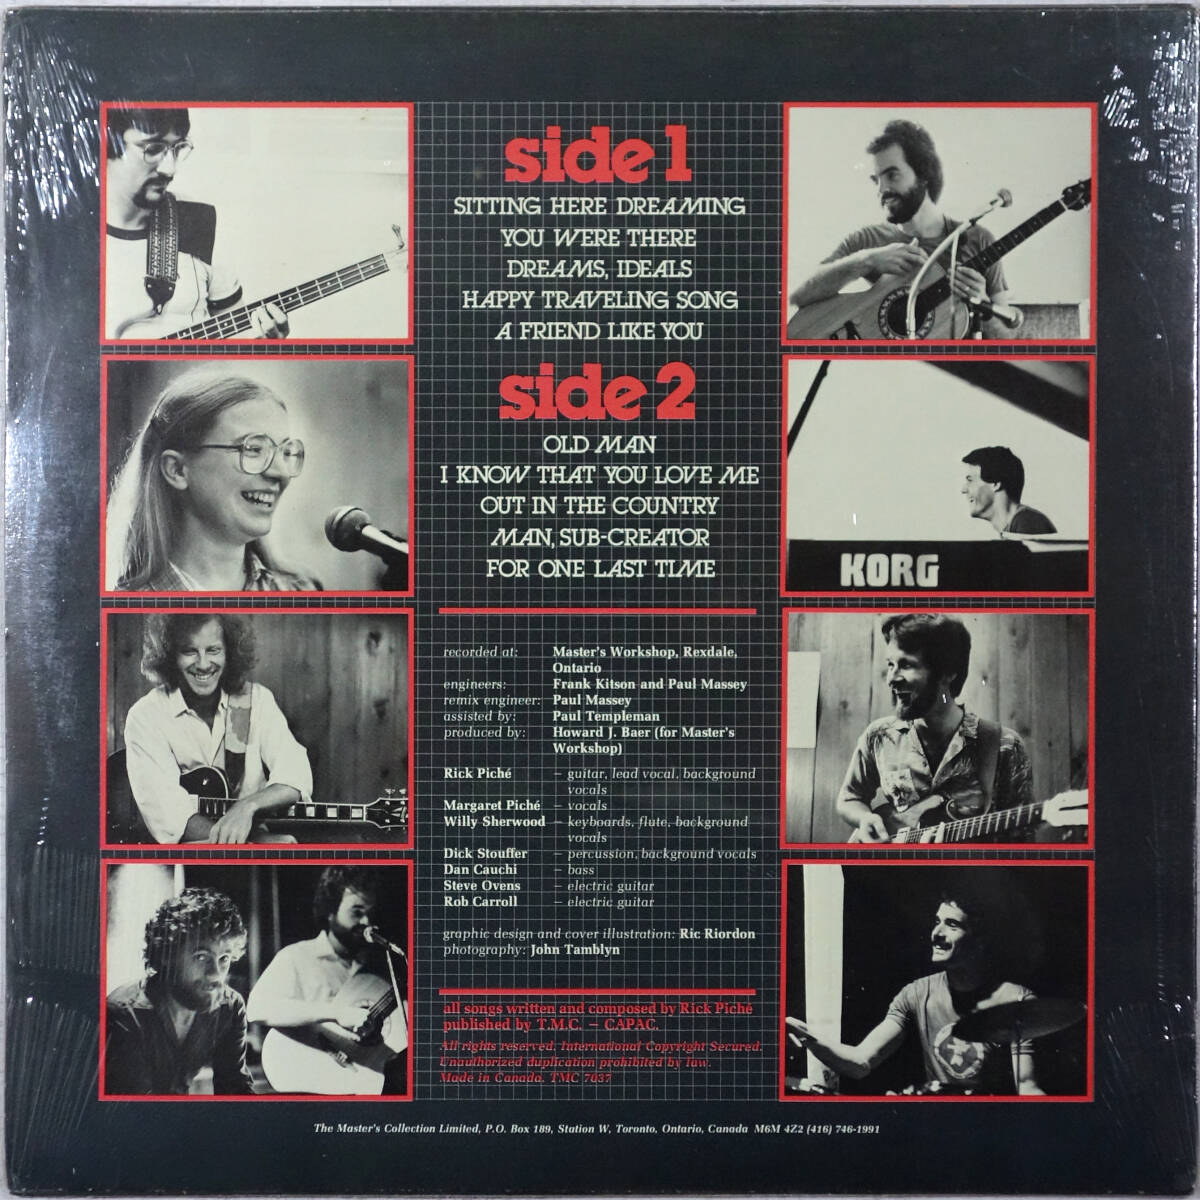 side 1
SITTING HERE DREAMING
YOU WERE THERE
DREAMS, IDEALS
HAPPY TRAVELING SONG
A FRIEND LIKE YOU
side 2
OLD MAN
I KNOW THAT YOU LOVE ME
OUT IN THE COUNTRY
MAN, SUB-CREATOR
FOR ONE LAST TIME
KORG
recorded at: Master's Workshop, Rexdale,
Ontario
engineers: Frank Kitson and Paul Massey
remix engineer: Paul Massey
assisted by: Paul Templeman
produced by: Howard J. Baer (for Master's
Workshop)
Rick Piché – guitar, lead vocal, background
vocals
Margaret Piché – vocals
Willy Sherwood – keyboards, flute, background
vocals
Dick Stouffer – percussion, background vocals
Dan Cauchi – bass
Steve Ovens – electric guitar
Rob Carroll – electric guitar
graphic design and cover illustration: Ric Riordon
photography: John Tamblyn
all songs written and composed by Rick Piché
published by T.M.C. – CAPAC.
All rights reserved. International Copyright Secured.
Unauthorized duplication prohibited by law.
Made in Canada. TMC 7037
The Master's Collection Limited, P.O. Box 189, Station W, Toronto, Ontario, Canada M6M 4Z2 (416) 746-1991